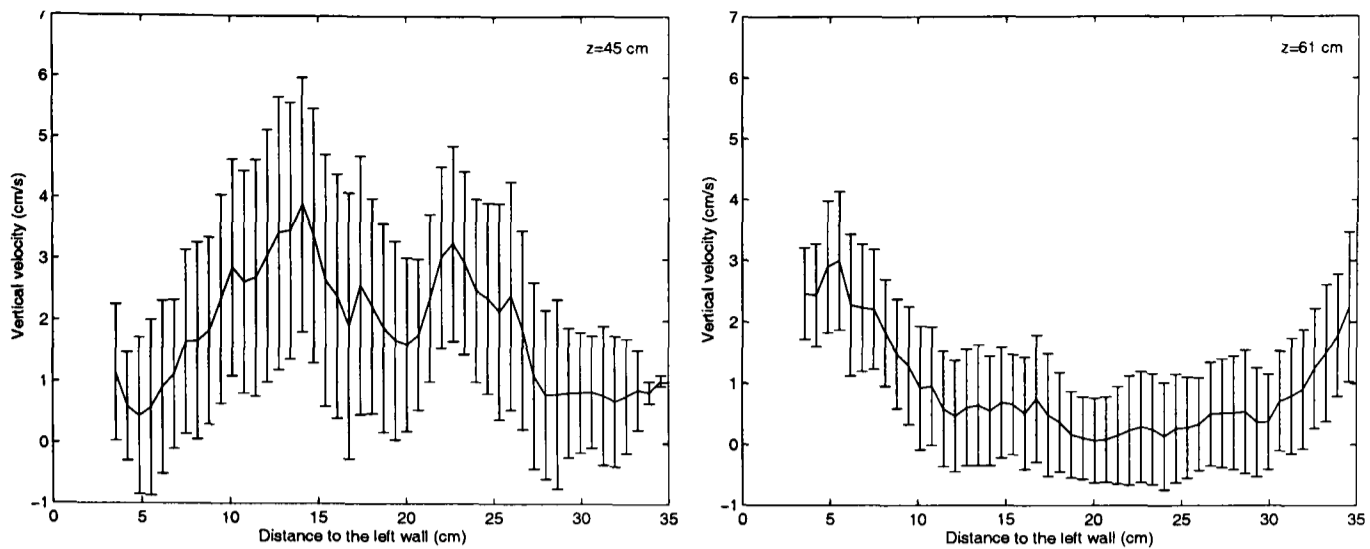 7
6
5
4
3
2
1
0
-1
Vertical velocity (cm/s)
z=45 cm
0 5 10 15 20 25 30 35
Distance to the left wall (cm)
7
6
5
4
3
2
1
0
-1
Vertical velocity (cm/s)
z=61 cm
0 5 10 15 20 25 30 35
Distance to the left wall (cm)